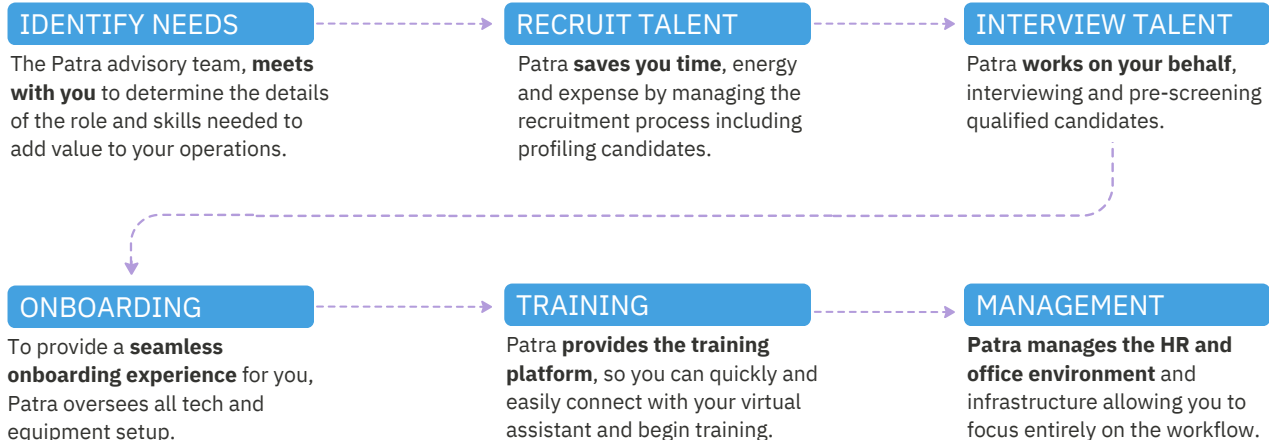 IDENTIFY NEEDS
The Patra advisory team, meets
with you to determine the details
of the role and skills needed to
add value to your operations.
RECRUIT TALENT
Patra saves you time, energy
and expense by managing the
recruitment process including
profiling candidates.
INTERVIEW TALENT
Patra works on your behalf,
interviewing and pre-screening
qualified candidates.
ONBOARDING
To provide a seamless
onboarding experience for you,
Patra oversees all tech and
equipment setup.
TRAINING
Patra provides the training
platform, so you can quickly and
easily connect with your virtual
assistant and begin training.
MANAGEMENT
Patra manages the HR and
office environment and
infrastructure allowing you to
focus entirely on the workflow.